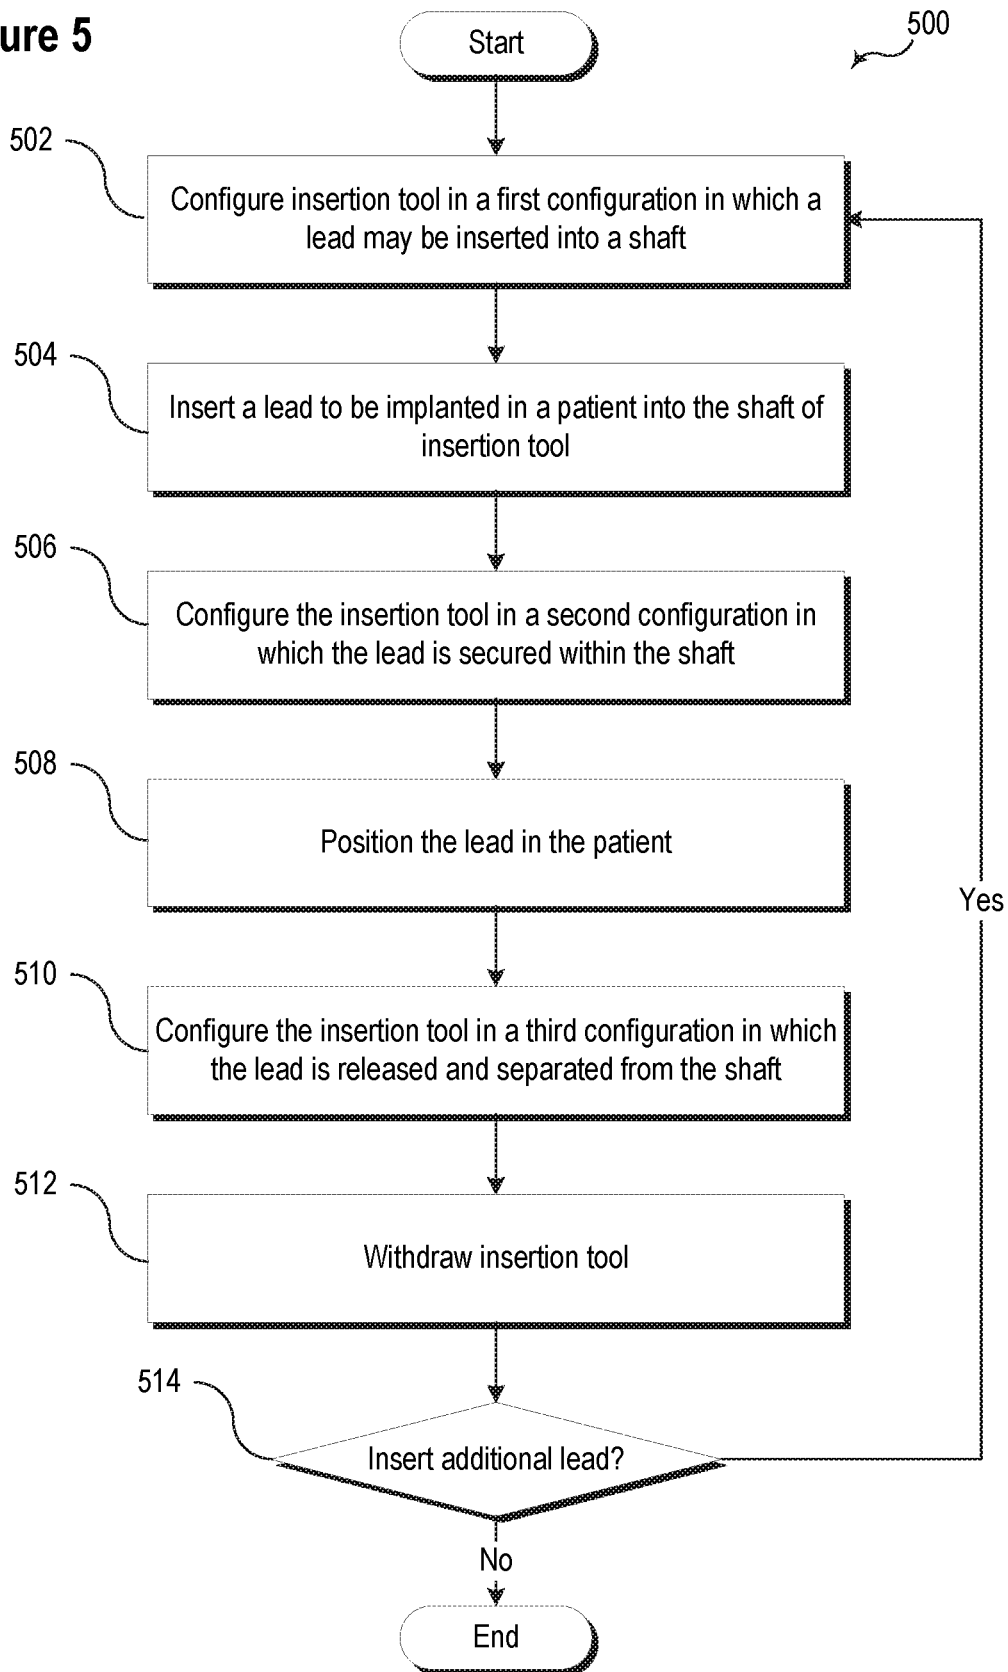 ure 5
Start
500
502
Configure insertion tool in a first configuration in which a
lead may be inserted into a shaft
504
Insert a lead to be implanted in a patient into the shaft of
insertion tool
506
Configure the insertion tool in a second configuration in
which the lead is secured within the shaft
508
Position the lead in the patient
Yes
510
Configure the insertion tool in a third configuration in which
the lead is released and separated from the shaft
512
Withdraw insertion tool
514
Insert additional lead?
No
End